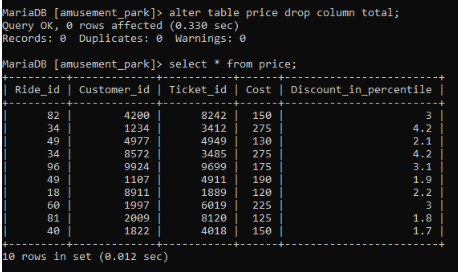 MariaDB [amusement_park]> alter table price drop column total;
Query OK, 0 rows affected (0.330 sec)
Records: 0  Duplicates: 0  Warnings: 0
MariaDB [amusement_park]> select * from price;
+---------+-------------+-----------+------+------------------------+
| Ride_id | Customer_id | Ticket_id | Cost | Discount_in_percentile |
+---------+-------------+-----------+------+------------------------+
|      82 |        4200 |      8242 |  150 |                      3 |
|      34 |        1234 |      3412 |  275 |                    4.2 |
|      49 |        4977 |      4949 |  130 |                    2.1 |
|      34 |        8572 |      3485 |  275 |                    4.2 |
|      96 |        9924 |      9699 |  175 |                    3.1 |
|      49 |        1107 |      4911 |  190 |                    1.9 |
|      18 |        8911 |      1889 |  120 |                    2.2 |
|      60 |        1997 |      6019 |  225 |                      3 |
|      81 |        2009 |      8120 |  125 |                    1.8 |
|      40 |        1822 |      4018 |  150 |                    1.7 |
+---------+-------------+-----------+------+------------------------+
10 rows in set (0.012 sec)